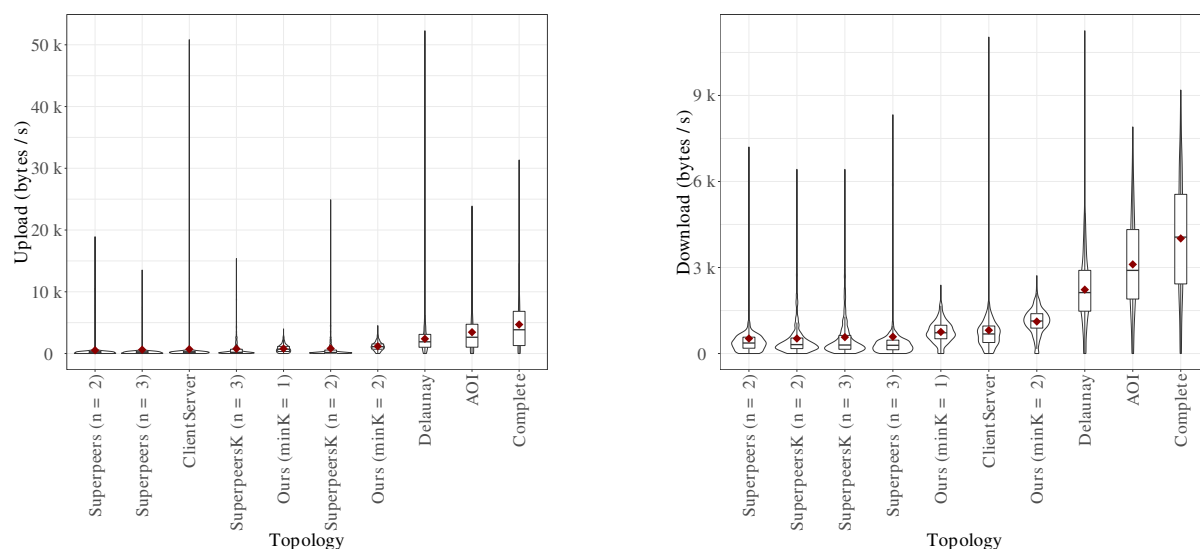 Upload (bytes / s)
50 k
40 k
30 k
20 k
10 k
0
Superpeers (n = 2)
Superpeers (n = 3)
ClientServer
SuperpeersK (n = 3)
Ours (minK = 1)
SuperpeersK (n = 2)
Ours (minK = 2)
Delaunay
AOI
Complete
Topology
Download (bytes / s)
9 k
6 k
3 k
0
Superpeers (n = 2)
SuperpeersK (n = 2)
SuperpeersK (n = 3)
Superpeers (n = 3)
Ours (minK = 1)
ClientServer
Ours (minK = 2)
Delaunay
AOI
Complete
Topology